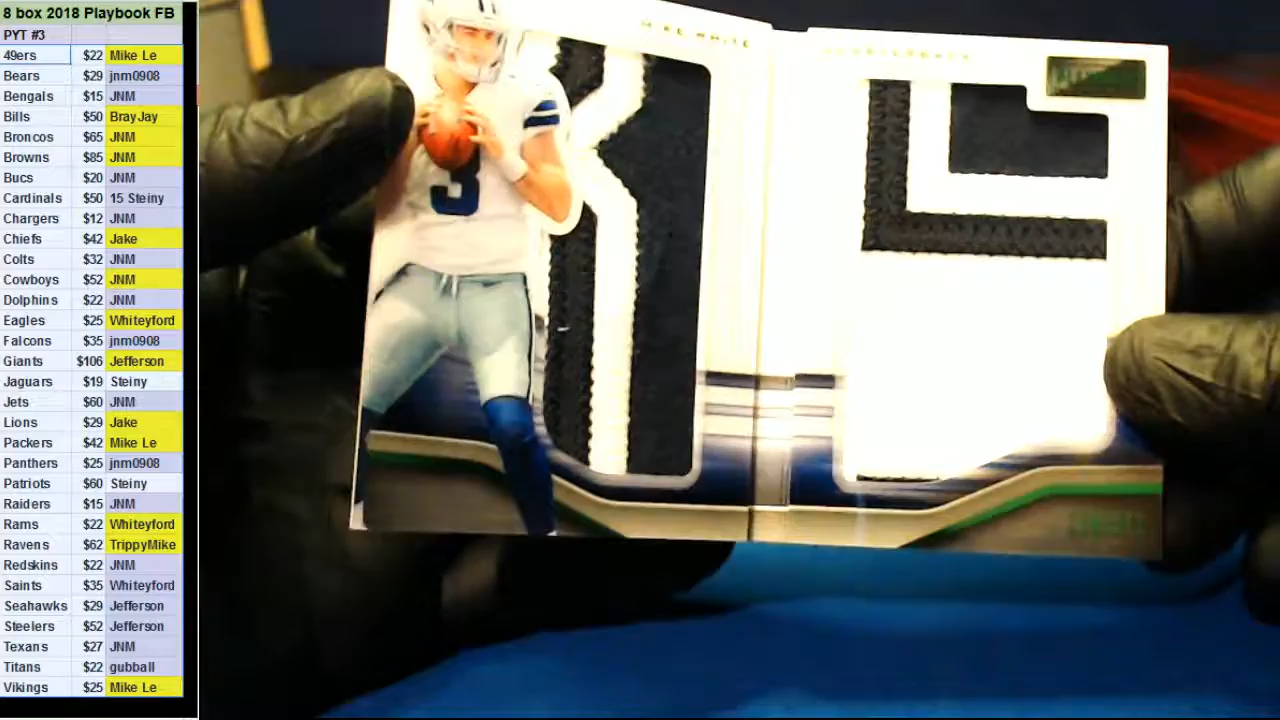 8 box 2018 Playbook FB
PYT #3
49ers $22 Mike Le
Bears $29 jnm0908
Bengals $15 JNM
Bills $50 BrayJay
Broncos $65 JNM
Browns $85 JNM
Bucs $20 JNM
Cardinals $50 15 Steiny
Chargers $12 JNM
Chiefs $42 Jake
Colts $32 JNM
Cowboys $52 JNM
Dolphins $22 JNM
Eagles $25 Whiteyford
Falcons $35 jnm0908
Giants $106 Jefferson
Jaguars $19 Steiny
Jets $60 JNM
Lions $29 Jake
Packers $42 Mike Le
Panthers $25 jnm0908
Patriots $60 Steiny
Raiders $15 JNM
Rams $22 Whiteyford
Ravens $62 TrippyMike
Redskins $22 JNM
Saints $35 Whiteyford
Seahawks $29 Jefferson
Steelers $52 Jefferson
Texans $27 JNM
Titans $22 gubball
Vikings $25 Mike Le
MIKE WHITE
3